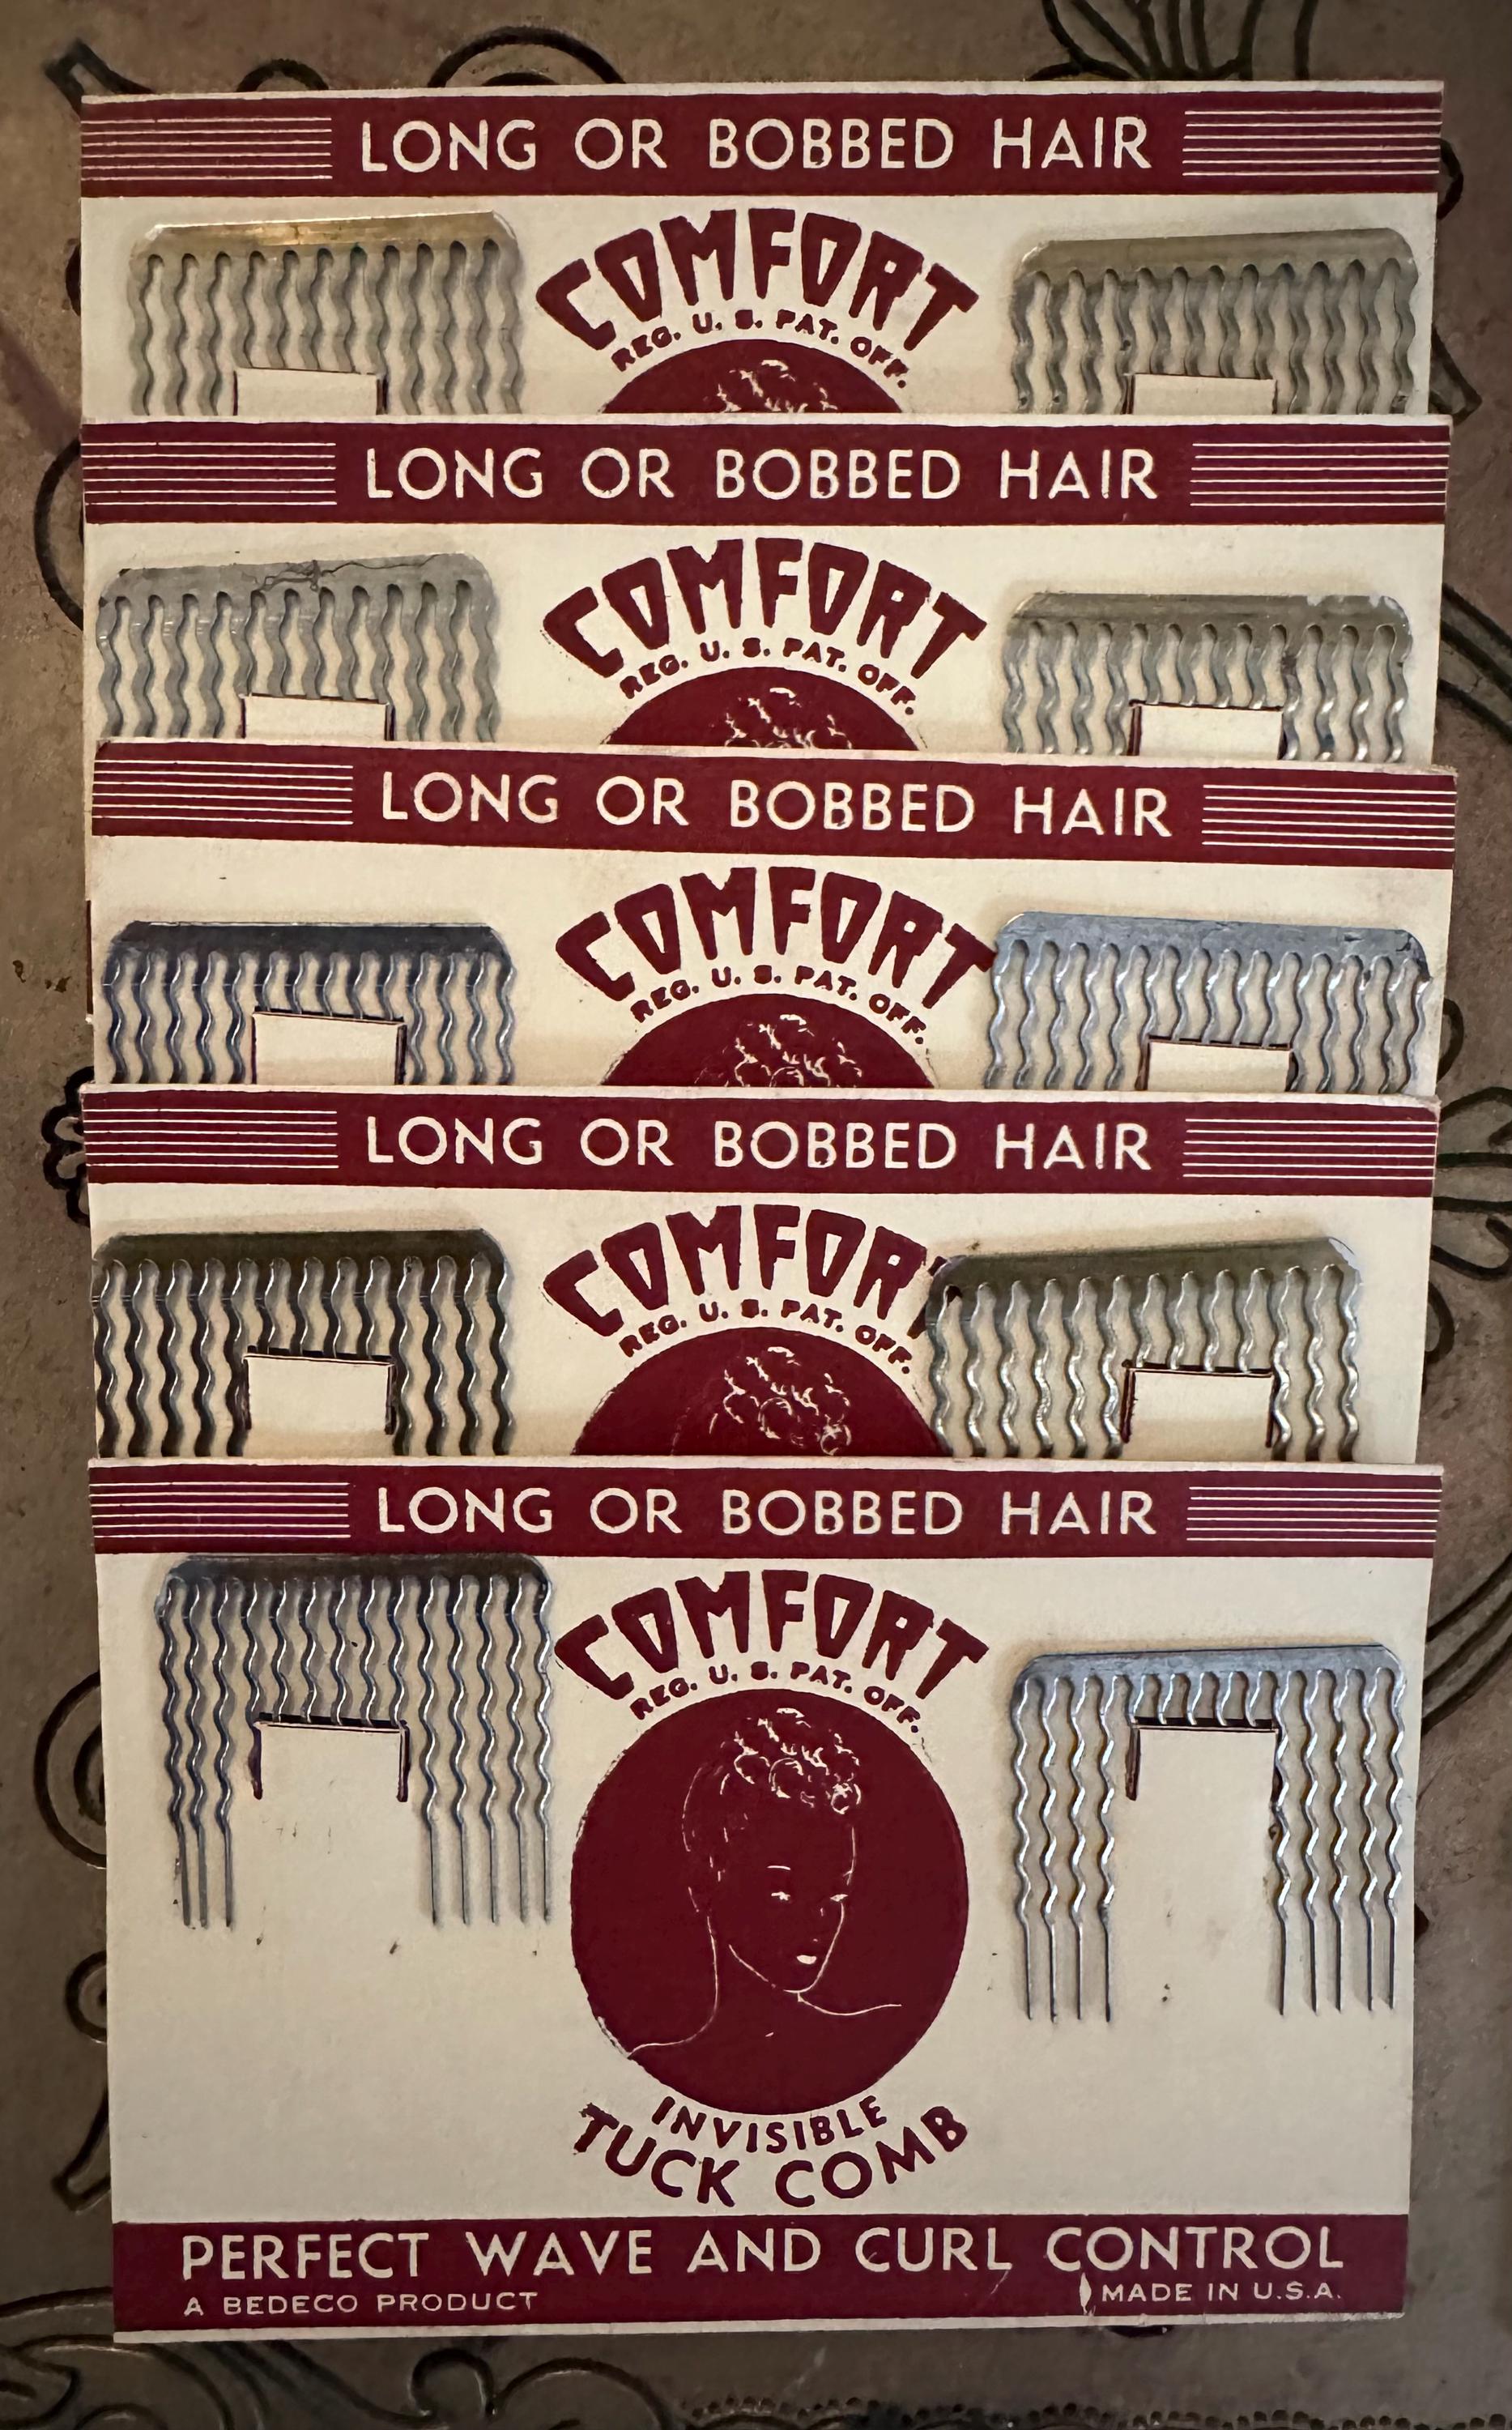 LONG OR BOBBED HAIR
COMFORT
REG. U. S. PAT. OFF.
LONG OR BOBBED HAIR
COMFORT
REG. U. S. PAT. OFF.
LONG OR BOBBED HAIR
COMFORT
REG. U. S. PAT. OFF.
LONG OR BOBBED HAIR
COMFORT
REG. U. S. PAT. OFF.
LONG OR BOBBED HAIR
COMFORT
REG. U. S. PAT. OFF.
INVISIBLE
TUCK COMB
PERFECT WAVE AND CURL CONTROL
A BEDECO PRODUCT MADE IN U.S.A.